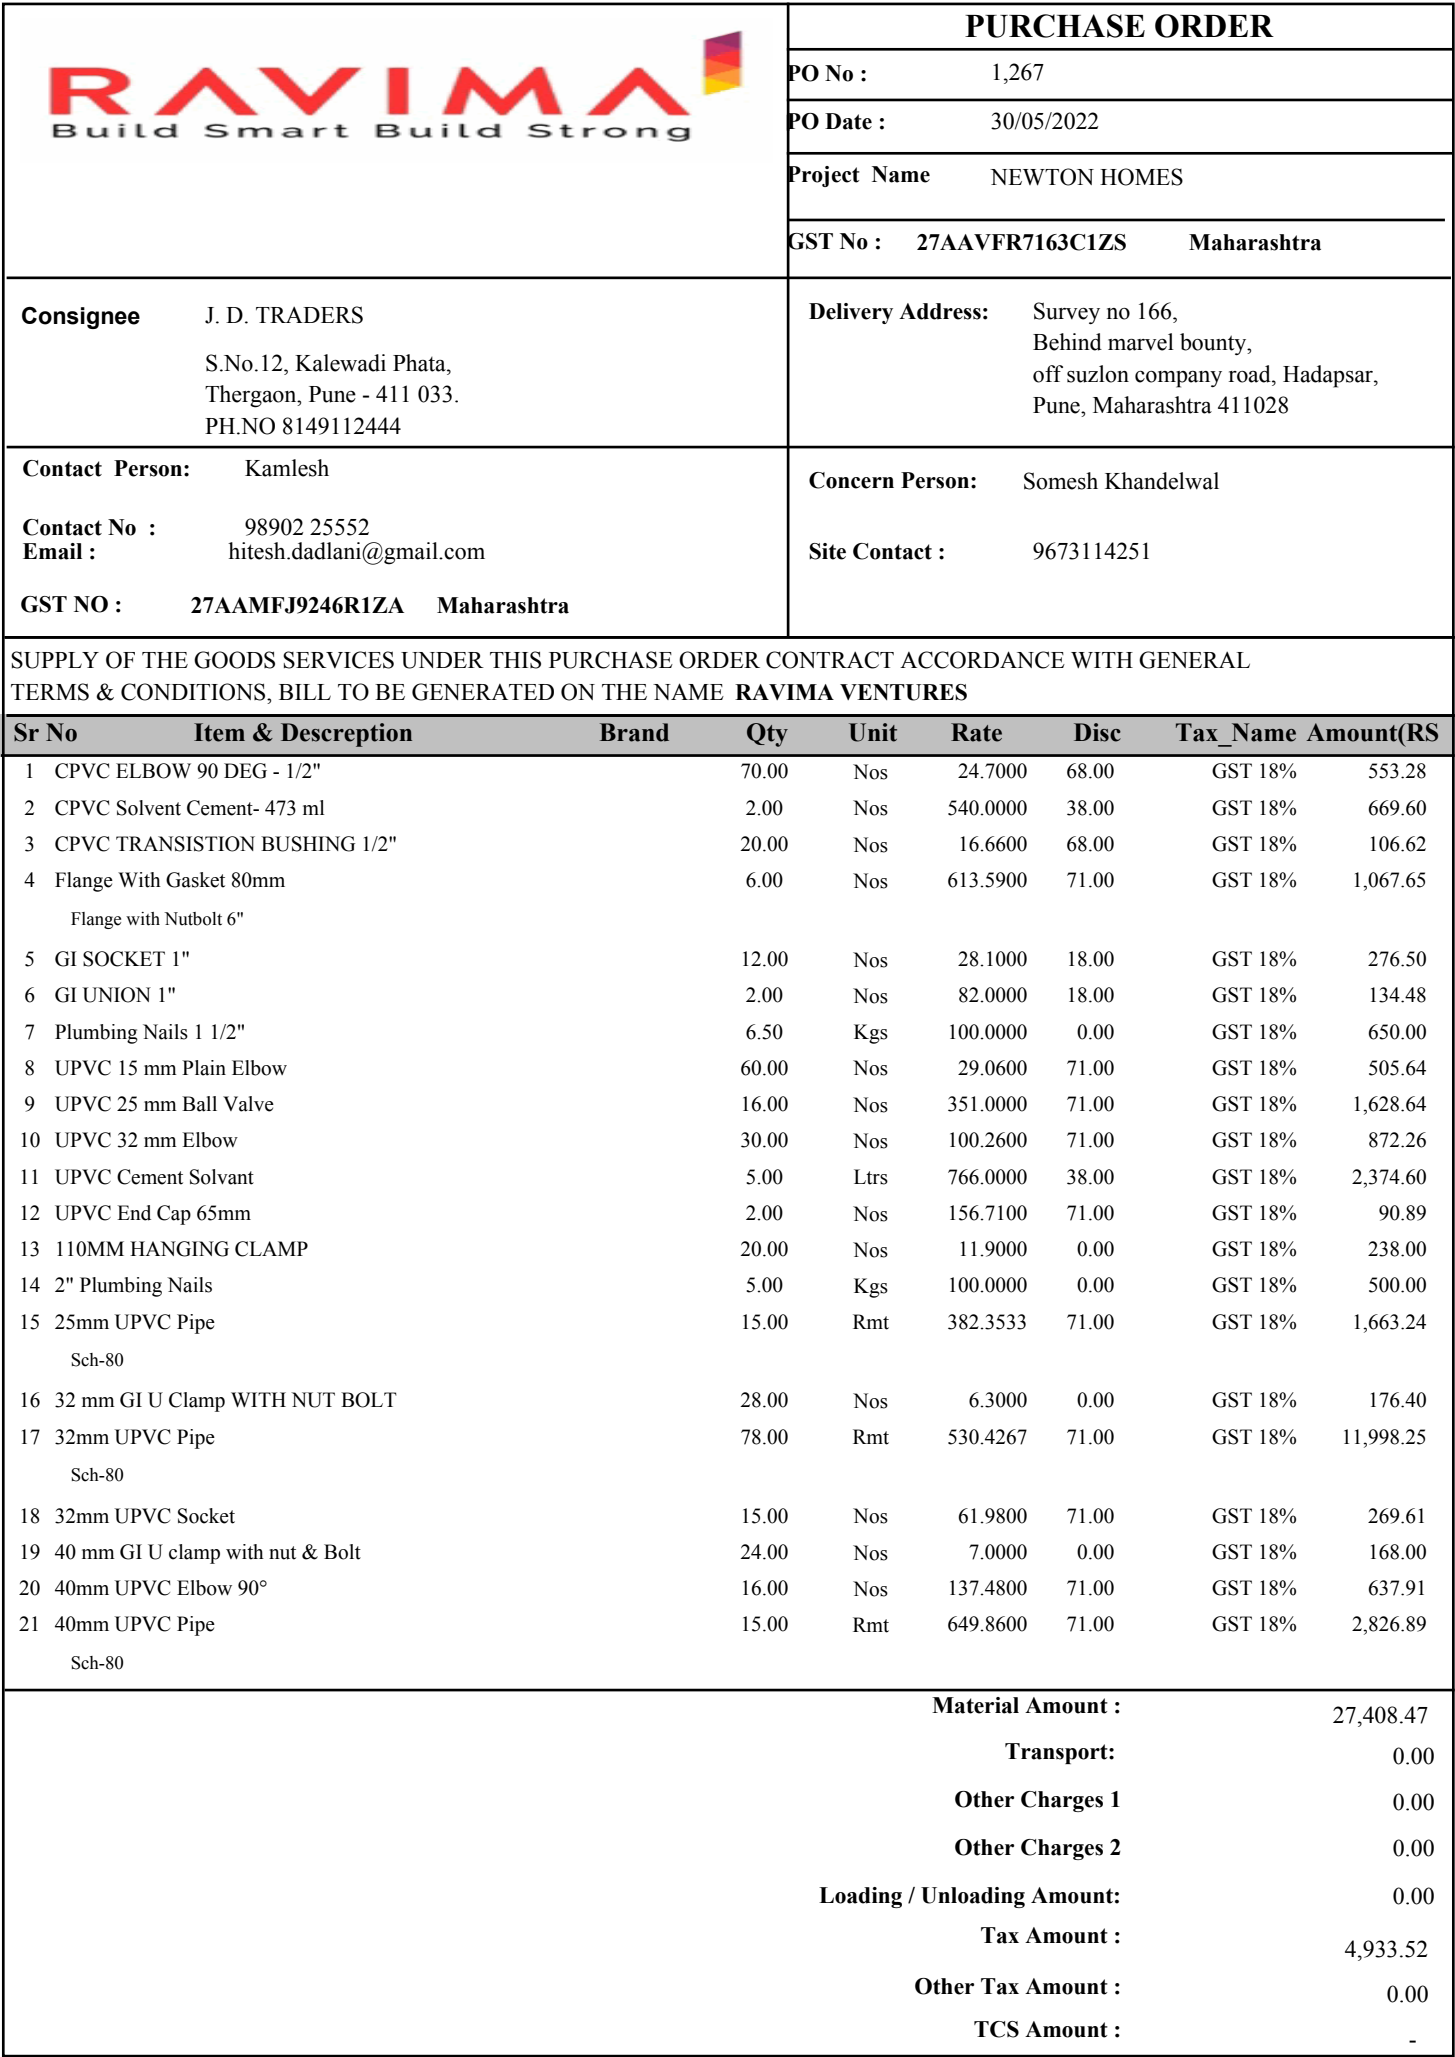 RAVIMA
Build Smart Build Strong
PURCHASE ORDER
PO No : 1,267
PO Date : 30/05/2022
Project Name NEWTON HOMES
GST No : 27AAVFR7163C1ZS Maharashtra
Consignee J. D. TRADERS
S.No.12, Kalewadi Phata,
Thergaon, Pune - 411 033.
PH.NO 8149112444
Delivery Address: Survey no 166,
Behind marvel bounty,
off suzlon company road, Hadapsar,
Pune, Maharashtra 411028
Contact Person: Kamlesh
Contact No : 98902 25552
Email : hitesh.dadlani@gmail.com
GST NO : 27AAMFJ9246R1ZA Maharashtra
Concern Person: Somesh Khandelwal
Site Contact : 9673114251
SUPPLY OF THE GOODS SERVICES UNDER THIS PURCHASE ORDER CONTRACT ACCORDANCE WITH GENERAL
TERMS & CONDITIONS, BILL TO BE GENERATED ON THE NAME RAVIMA VENTURES
Sr No Item & Descreption Brand Qty Unit Rate Disc Tax_Name Amount(RS
1 CPVC ELBOW 90 DEG - 1/2" 70.00 Nos 24.7000 68.00 GST 18% 553.28
2 CPVC Solvent Cement- 473 ml 2.00 Nos 540.0000 38.00 GST 18% 669.60
3 CPVC TRANSISTION BUSHING 1/2" 20.00 Nos 16.6600 68.00 GST 18% 106.62
4 Flange With Gasket 80mm 6.00 Nos 613.5900 71.00 GST 18% 1,067.65
Flange with Nutbolt 6"
5 GI SOCKET 1" 12.00 Nos 28.1000 18.00 GST 18% 276.50
6 GI UNION 1" 2.00 Nos 82.0000 18.00 GST 18% 134.48
7 Plumbing Nails 1 1/2" 6.50 Kgs 100.0000 0.00 GST 18% 650.00
8 UPVC 15 mm Plain Elbow 60.00 Nos 29.0600 71.00 GST 18% 505.64
9 UPVC 25 mm Ball Valve 16.00 Nos 351.0000 71.00 GST 18% 1,628.64
10 UPVC 32 mm Elbow 30.00 Nos 100.2600 71.00 GST 18% 872.26
11 UPVC Cement Solvant 5.00 Ltrs 766.0000 38.00 GST 18% 2,374.60
12 UPVC End Cap 65mm 2.00 Nos 156.7100 71.00 GST 18% 90.89
13 110MM HANGING CLAMP 20.00 Nos 11.9000 0.00 GST 18% 238.00
14 2" Plumbing Nails 5.00 Kgs 100.0000 0.00 GST 18% 500.00
15 25mm UPVC Pipe 15.00 Rmt 382.3533 71.00 GST 18% 1,663.24
Sch-80
16 32 mm GI U Clamp WITH NUT BOLT 28.00 Nos 6.3000 0.00 GST 18% 176.40
17 32mm UPVC Pipe 78.00 Rmt 530.4267 71.00 GST 18% 11,998.25
Sch-80
18 32mm UPVC Socket 15.00 Nos 61.9800 71.00 GST 18% 269.61
19 40 mm GI U clamp with nut & Bolt 24.00 Nos 7.0000 0.00 GST 18% 168.00
20 40mm UPVC Elbow 90° 16.00 Nos 137.4800 71.00 GST 18% 637.91
21 40mm UPVC Pipe 15.00 Rmt 649.8600 71.00 GST 18% 2,826.89
Sch-80
Material Amount : 27,408.47
Transport: 0.00
Other Charges 1 0.00
Other Charges 2 0.00
Loading / Unloading Amount: 0.00
Tax Amount : 4,933.52
Other Tax Amount : 0.00
TCS Amount : -